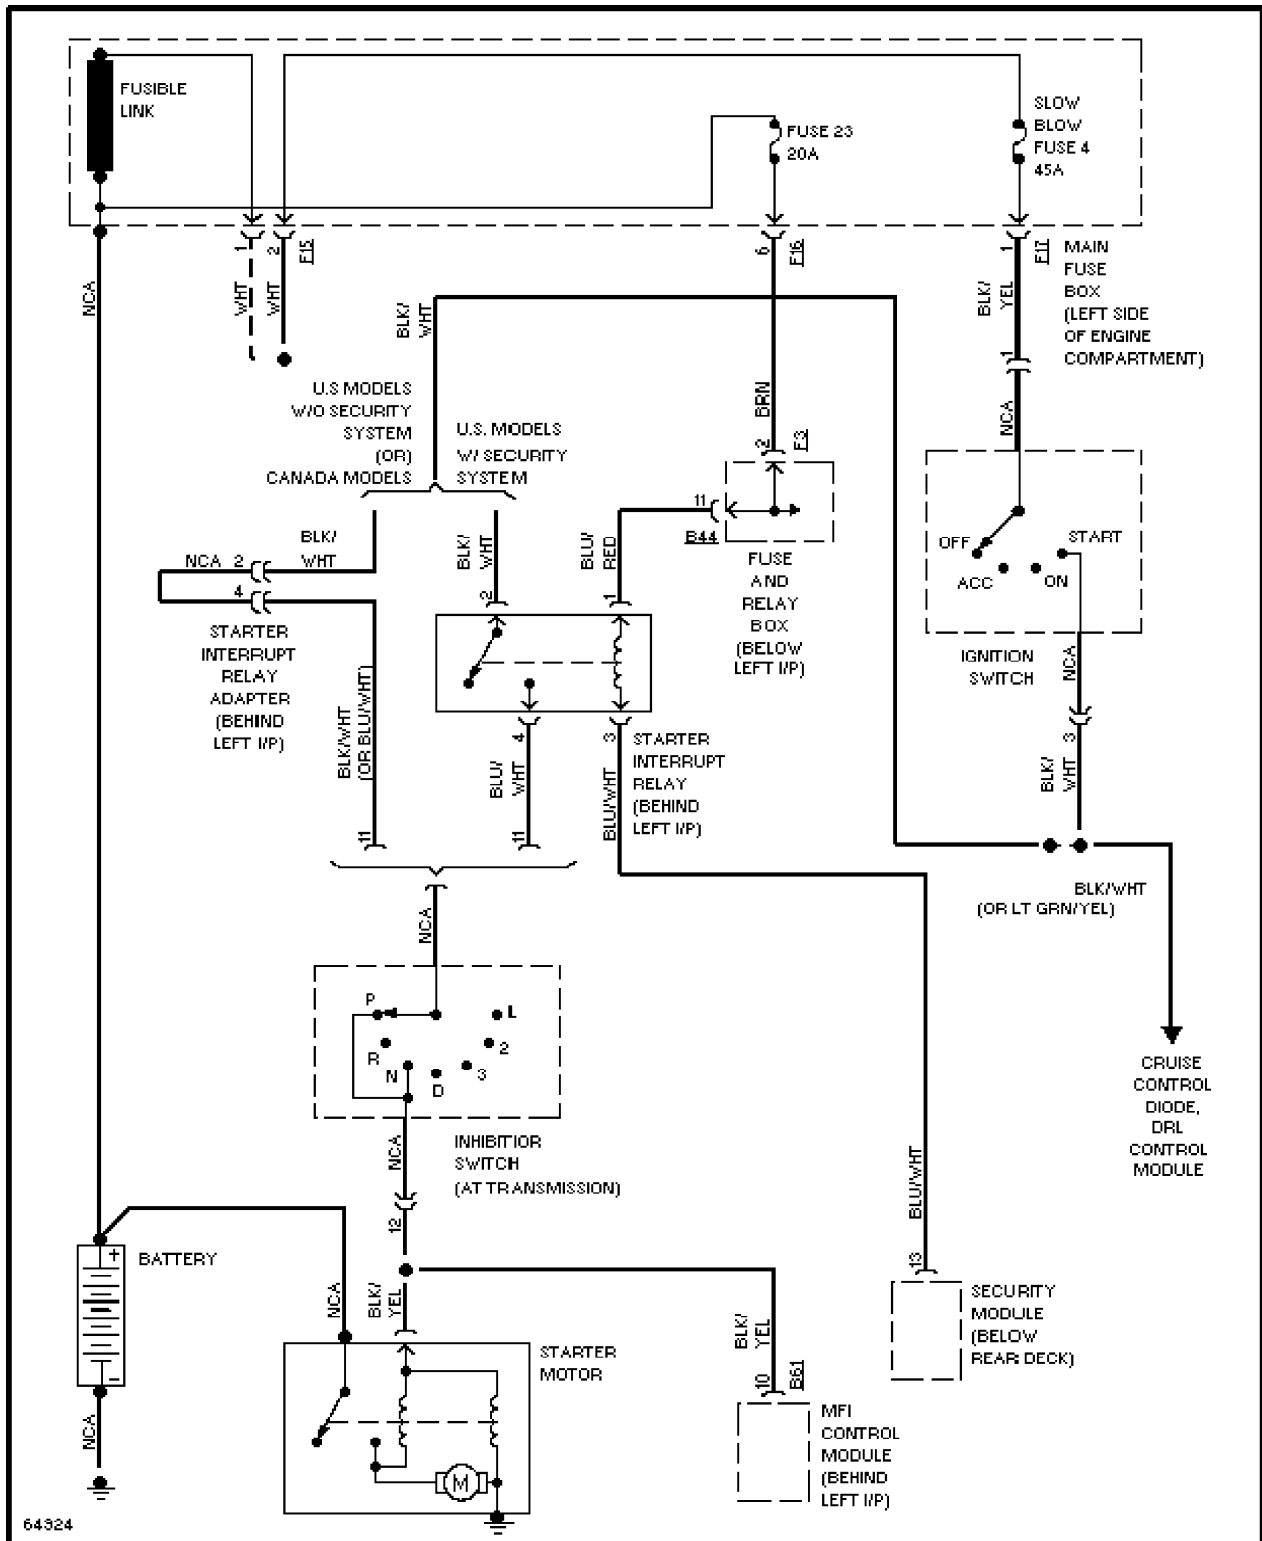 FUSIBLE
LINK
FUSE 23
20A
SLOW
BLOW
FUSE 4
45A
1
2
F15
6
F16
1
F17
MAIN
FUSE
BOX
(LEFT SIDE
OF ENGINE
COMPARTMENT)
NCA
WHT
WHT
BLK/
WHT
BLK/
YEL
1
NCA
BRN
2
F3
U.S MODELS
W/O SECURITY
SYSTEM
(OR)
CANADA MODELS
U.S. MODELS
W/ SECURITY
SYSTEM
11
B44
FUSE
AND
RELAY
BOX
(BELOW
LEFT I/P)
OFF
ACC
ON
START
IGNITION
SWITCH
NCA
3
BLK/
WHT
NCA
2
BLK/
WHT
4
STARTER
INTERRUPT
RELAY
ADAPTER
(BEHIND
LEFT I/P)
BLK/
WHT
2
BLU/
RED
1
BLK/WHT
(OR BLU/WHT)
11
4
BLU/
WHT
11
3
BLU/WHT
STARTER
INTERRUPT
RELAY
(BEHIND
LEFT I/P)
BLK/WHT
(OR LT GRN/YEL)
CRUISE
CONTROL
DIODE,
DRL
CONTROL
MODULE
NCA
P
R
N
D
3
2
L
INHIBITIOR
SWITCH
(AT TRANSMISSION)
NCA
12
BLU/WHT
13
SECURITY
MODULE
(BELOW
REAR DECK)
+
BATTERY
-
NCA
NCA
BLK/
YEL
STARTER
MOTOR
M
BLK/
YEL
10
B61
MFI
CONTROL
MODULE
(BEHIND
LEFT I/P)
64324